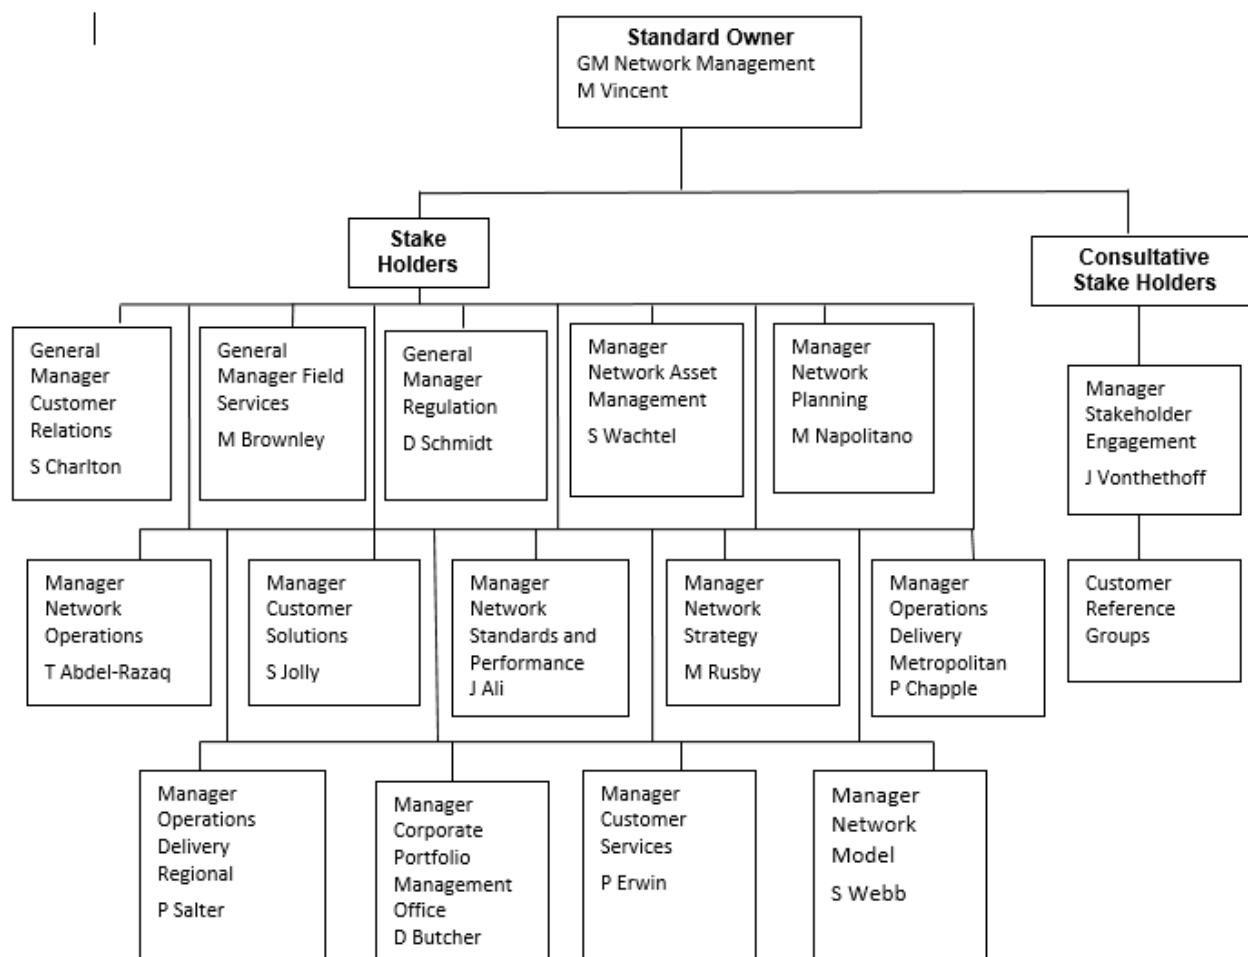 Standard Owner
GM Network Management
M Vincent
Stake
Holders
Consultative
Stake Holders
General
Manager
Customer
Relations
S Charlton
General
Manager Field
Services
M Brownley
General
Manager
Regulation
D Schmidt
Manager
Network Asset
Management
S Wachtel
Manager
Network
Planning
M Napolitano
Manager
Stakeholder
Engagement
J Vonthethoff
Manager
Network
Operations
T Abdel-Razaq
Manager
Customer
Solutions
S Jolly
Manager
Network
Standards and
Performance
J Ali
Manager
Network
Strategy
M Rusby
Manager
Operations
Delivery
Metropolitan
P Chapple
Customer
Reference
Groups
Manager
Operations
Delivery
Regional
P Salter
Manager
Corporate
Portfolio
Management
Office
D Butcher
Manager
Customer
Services
P Erwin
Manager
Network
Model
S Webb